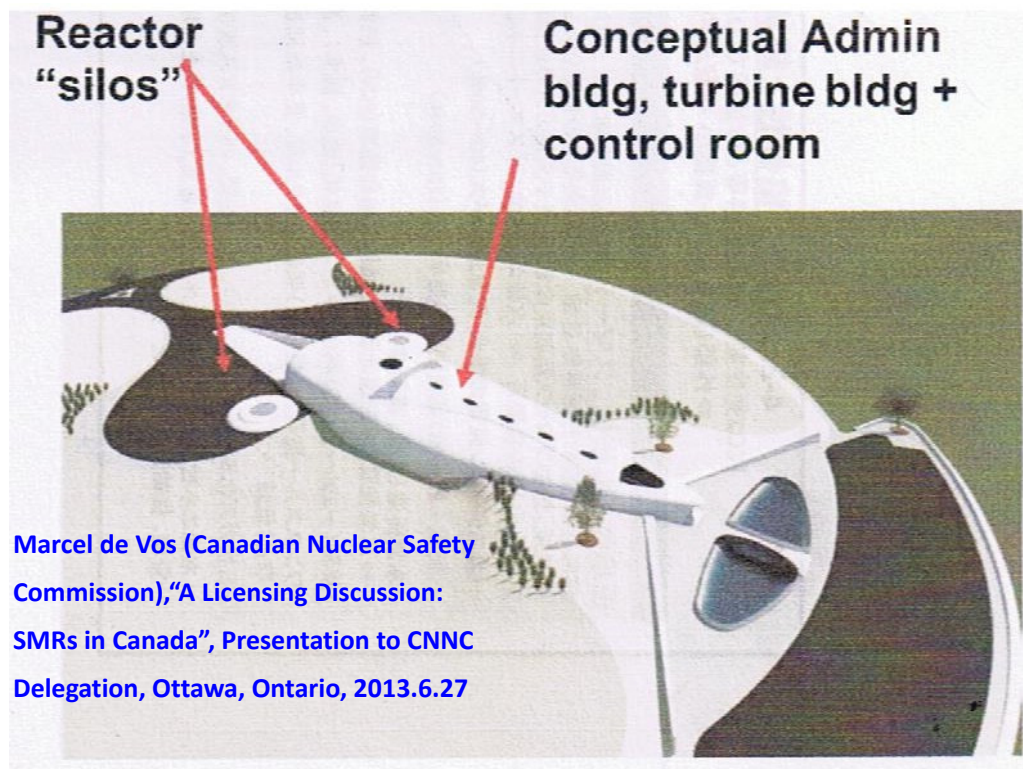 Reactor
“silos”
Conceptual Admin
bldg, turbine bldg +
control room
Marcel de Vos (Canadian Nuclear Safety
Commission),“A Licensing Discussion:
SMRs in Canada”, Presentation to CNNC
Delegation, Ottawa, Ontario, 2013.6.27